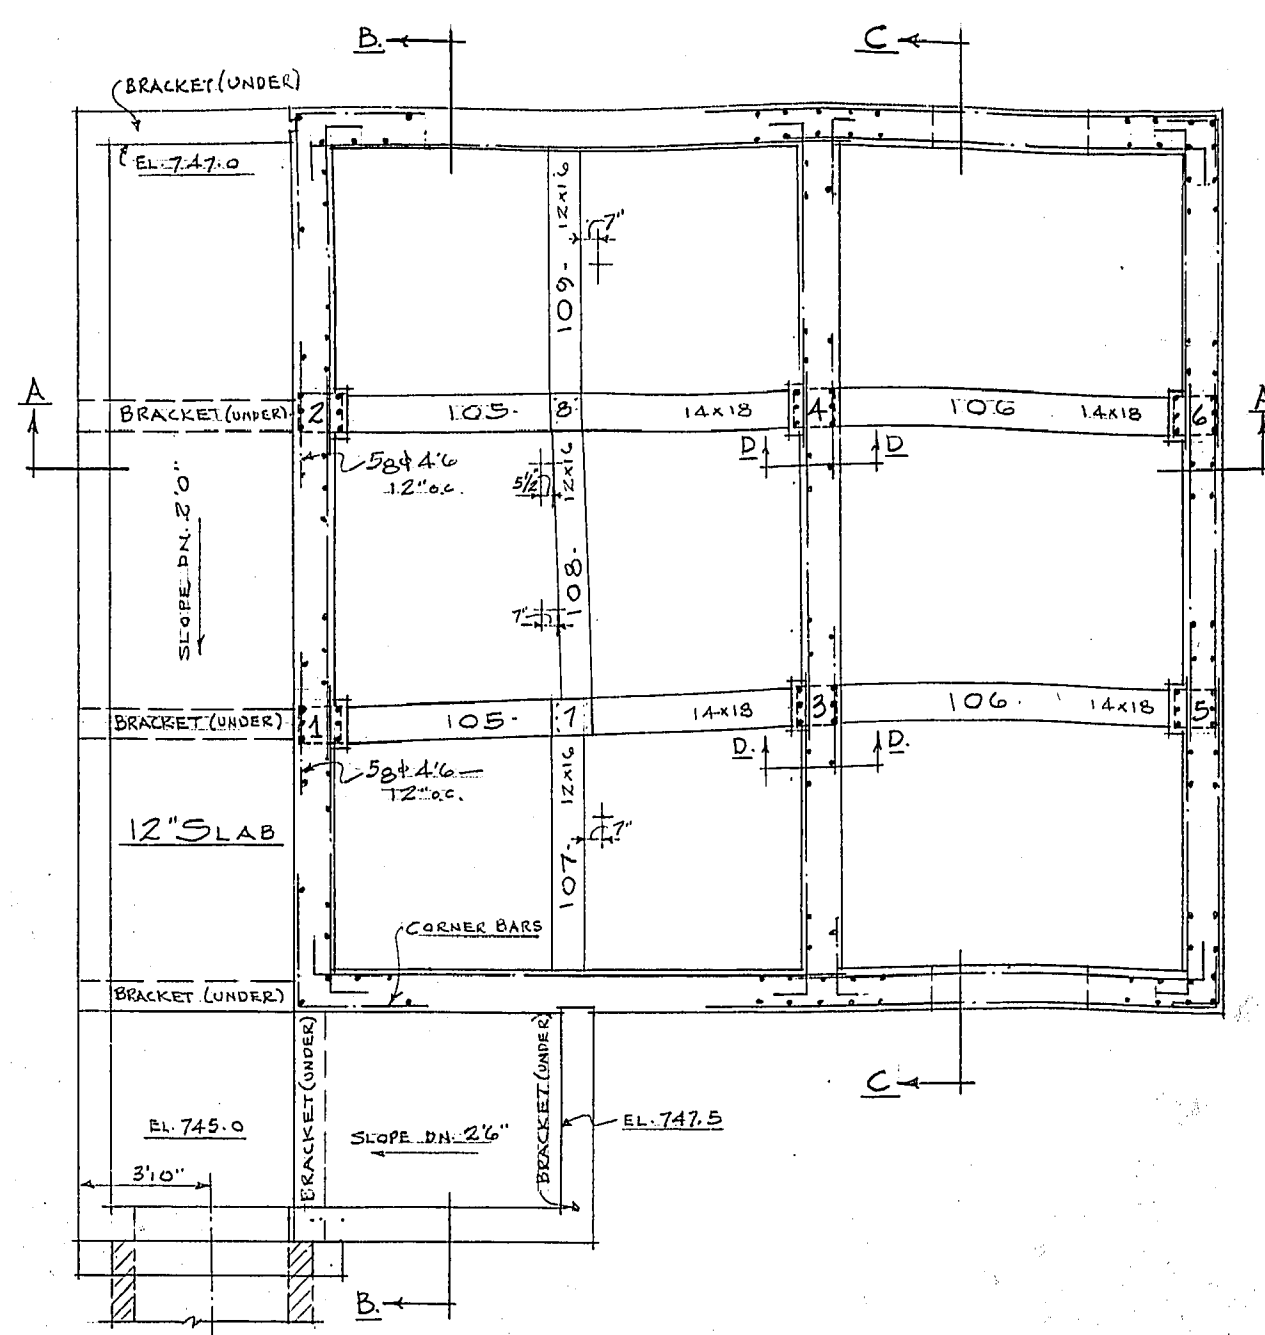 B.
C
BRACKET (UNDER)
EL. 747.0
12x16
7"
109-
A
BRACKET (UNDER)
2
105-
8
14x18
4
106
14x18
6
A
D
D
5/8ϕ 4'6
12" o.c.
5½"
12x16
SLOPE DN. 2'0"
108-
7"
BRACKET (UNDER)
1
105-
7
14x18
3
106.
14x18
5
D.
D.
5/8ϕ 4'6
12" o.c.
12x16
12" SLAB
7"
107-
CORNER BARS
BRACKET (UNDER)
BRACKET (UNDER)
BRACKET (UNDER)
C
EL. 745.0
SLOPE DN. 2'6"
EL. 747.5
3'10"
B.